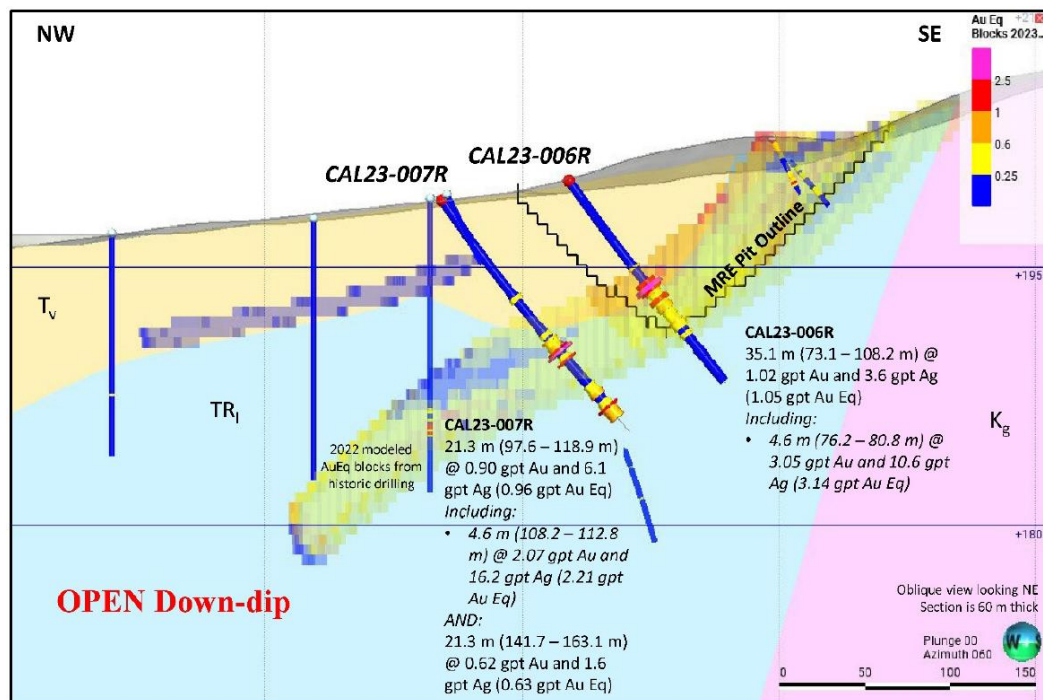 NW
SE
Au Eq
Blocks 2023...
2.5
1
0.6
0.25
CAL23-007R
CAL23-006R
MRE Pit Outline
+195
Tv
TRl
Kg
2022 modeled
AuEq blocks from
historic drilling
CAL23-007R
21.3 m (97.6 – 118.9 m)
@ 0.90 gpt Au and 6.1
gpt Ag (0.96 gpt Au Eq)
Including:
• 4.6 m (108.2 – 112.8
m) @ 2.07 gpt Au and
16.2 gpt Ag (2.21 gpt
Au Eq)
AND:
21.3 m (141.7 – 163.1 m)
@ 0.62 gpt Au and 1.6
gpt Ag (0.63 gpt Au Eq)
CAL23-006R
35.1 m (73.1 – 108.2 m) @
1.02 gpt Au and 3.6 gpt Ag
(1.05 gpt Au Eq)
Including:
• 4.6 m (76.2 – 80.8 m) @
3.05 gpt Au and 10.6 gpt
Ag (3.14 gpt Au Eq)
+180
OPEN Down-dip
Oblique view looking NE
Section is 60 m thick
Plunge 00
Azimuth 060
W S
0 50 100 150